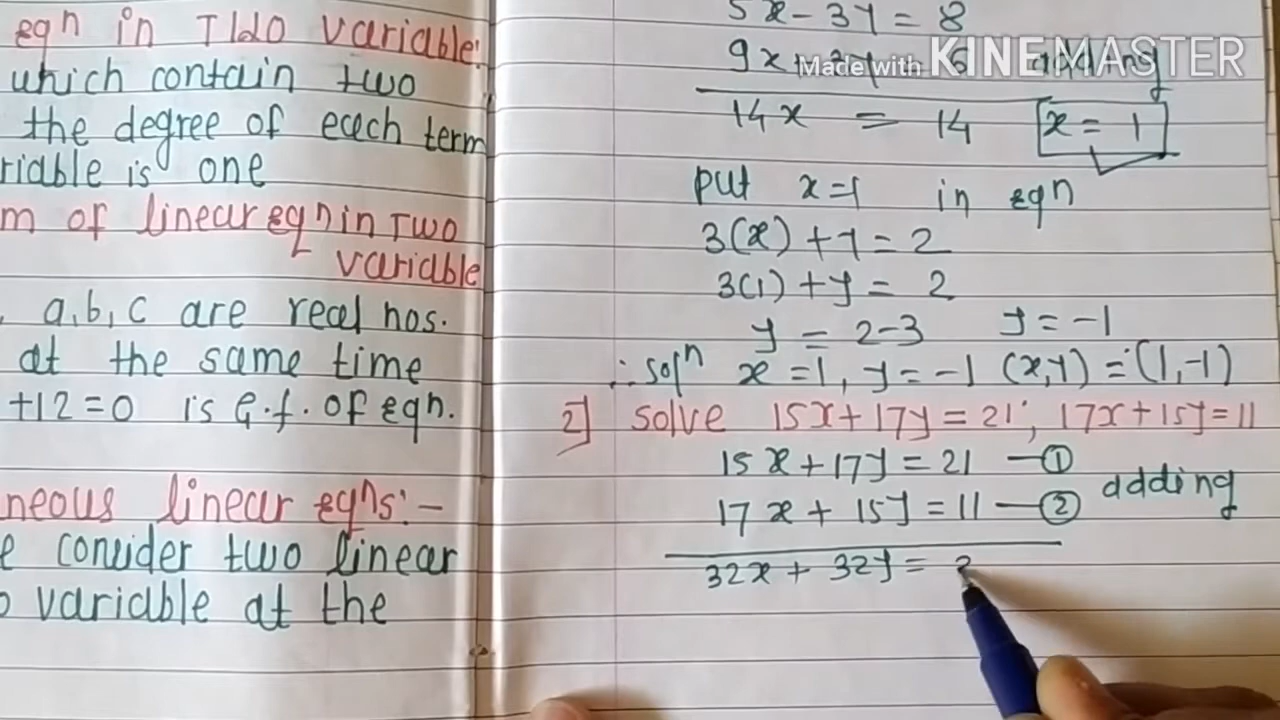 eqn in TWO variable:
which contain two
the degree of each term
riable is one
m of linear eqn in Two
variable
a,b,c are real nos.
at the same time
+12=0 is G.f. of eqn.
neous linear eqns:-
consider two linear
variable at the
5x-3y=8
9x adding
Made with KINEMASTER
14x = 14 x = 1
put x=1 in eqn
3(x)+y=2
3(1)+y=2
y = 2-3 y=-1
∴ soln x=1, y=-1 (x,y)=(1,-1)
2] solve 15x+17y=21; 17x+15y=11
15x+17y=21 —①
adding
17x+15y=11 —②
32x+32y=